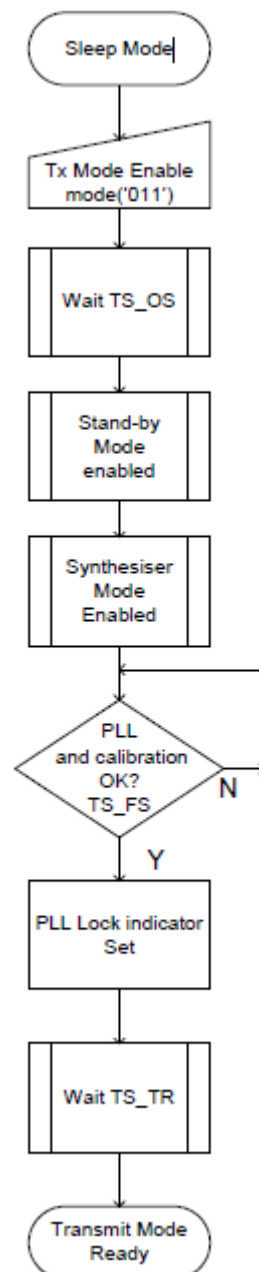 Sleep Mode
Tx Mode Enable
mode('011')
Wait TS_OS
Stand-by
Mode
enabled
Synthesiser
Mode
Enabled
PLL
and calibration
OK?
TS_FS
N
Y
PLL Lock indicator
Set
Wait TS_TR
Transmit Mode
Ready